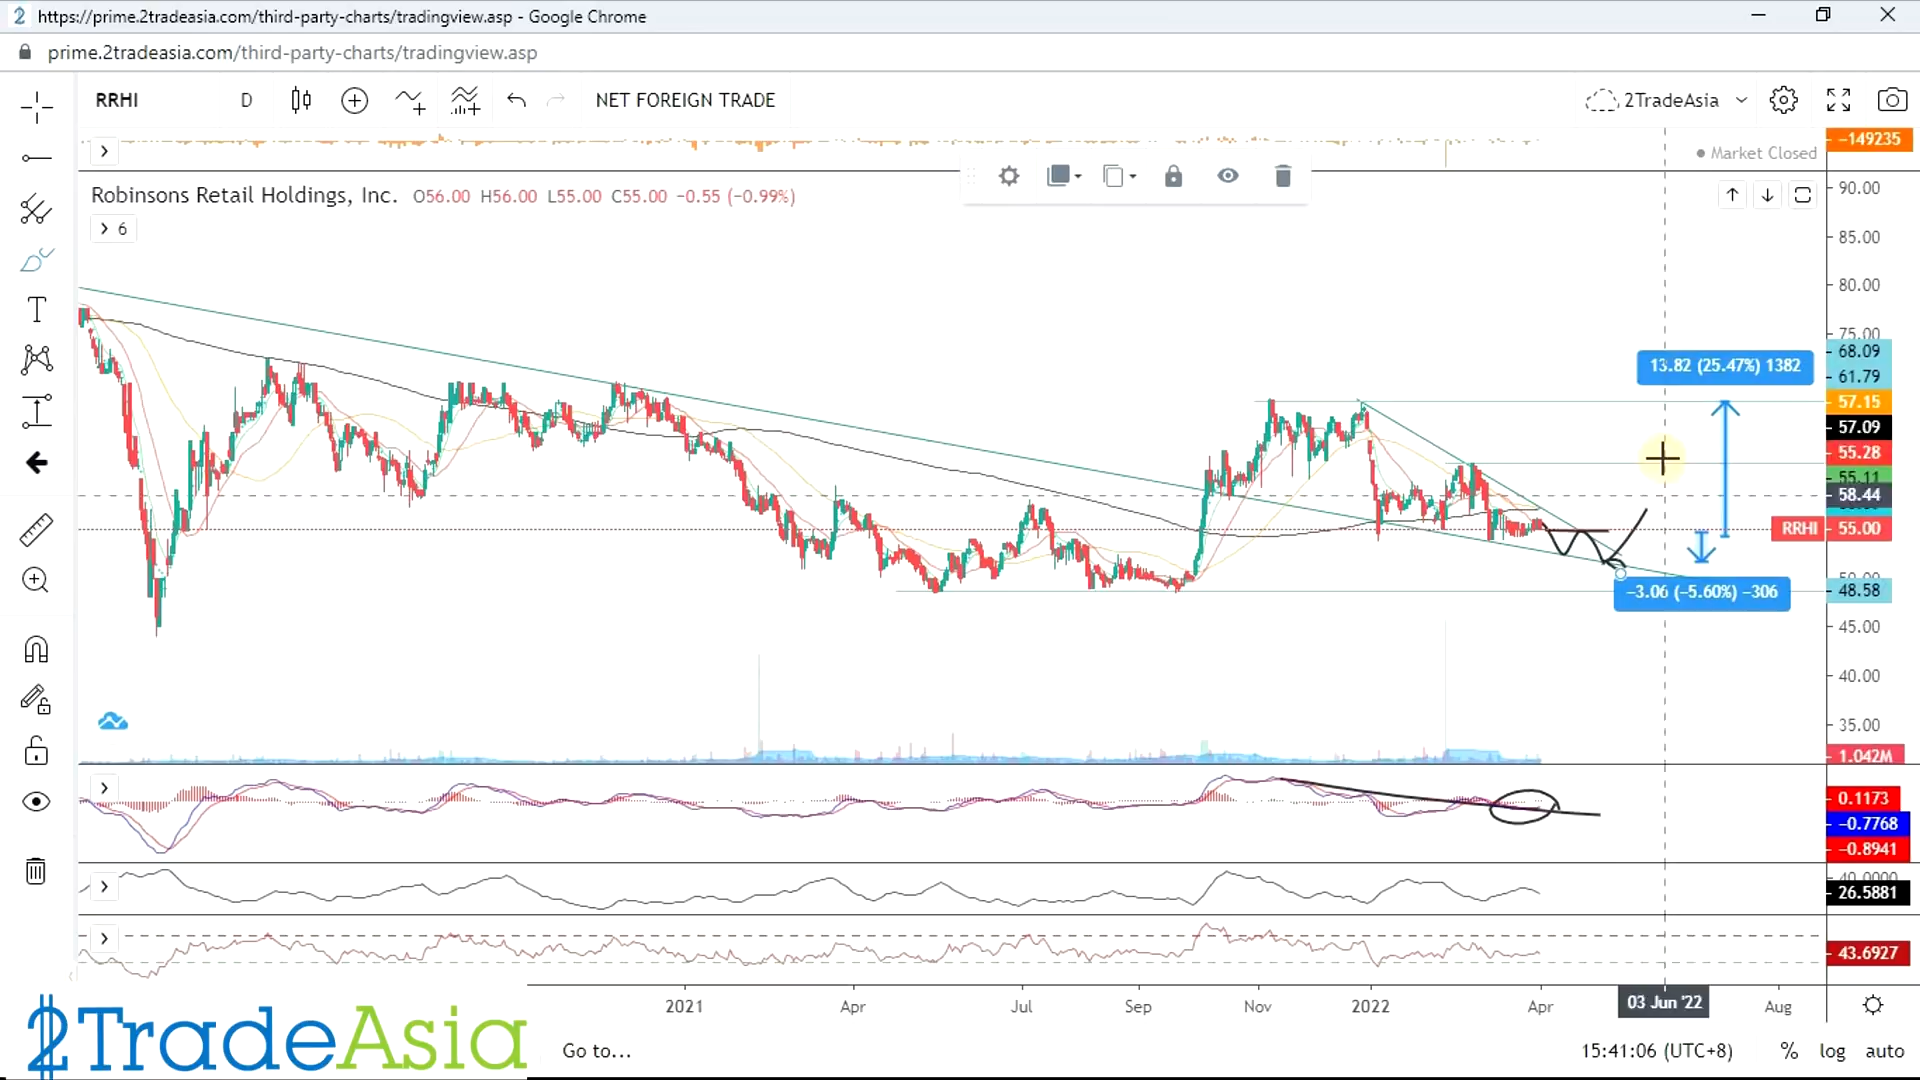 https://prime.2tradeasia.com/third-party-charts/tradingview.asp - Google Chrome
prime.2tradeasia.com/third-party-charts/tradingview.asp
RRHI D NET FOREIGN TRADE 2TradeAsia
−149235
Market Closed
Robinsons Retail Holdings, Inc. O56.00 H56.00 L55.00 C55.00 −0.55 (−0.99%)
6
90.00
85.00
80.00
75.00
68.09
13.82 (25.47%) 1382
61.79
57.15
57.09
55.28
55.11
58.44
RRHI 55.00
48.58
−3.06 (−5.60%) −306
45.00
40.00
35.00
1.042M
0.1173
−0.7768
−0.8941
40.0000
26.5881
43.6927
2021 Apr Jul Sep Nov 2022 Apr 03 Jun '22 Aug
2TradeAsia
Go to...
15:41:06 (UTC+8) % log auto